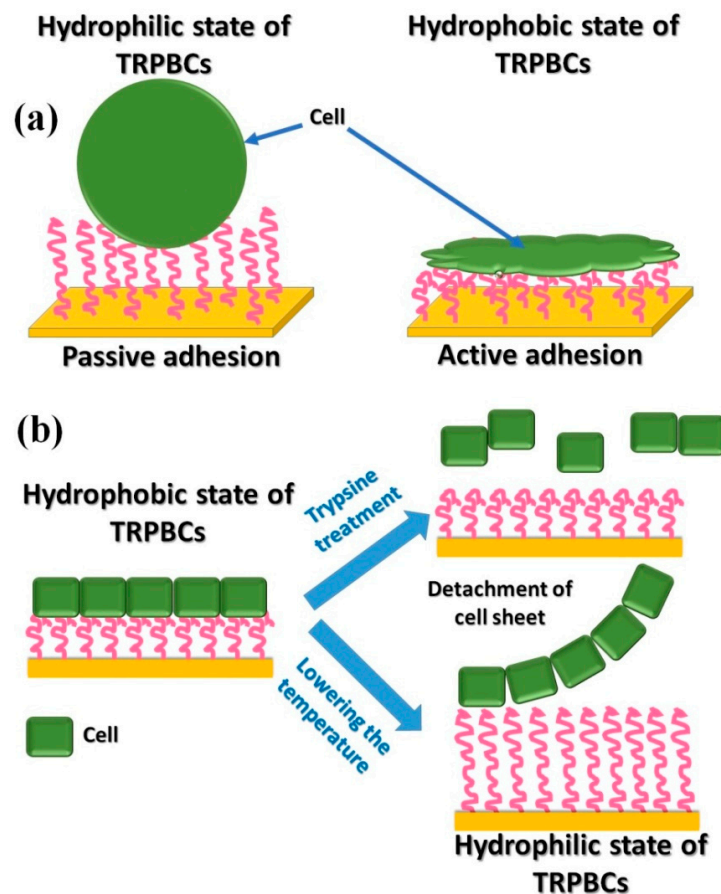 Hydrophilic state of
TRPBCs
Hydrophobic state of
TRPBCs
(a)
Cell
Passive adhesion
Active adhesion
(b)
Hydrophobic state of
TRPBCs
Trypsine
treatment
Detachment of
cell sheet
Lowering the
temperature
Cell
Hydrophilic state of
TRPBCs